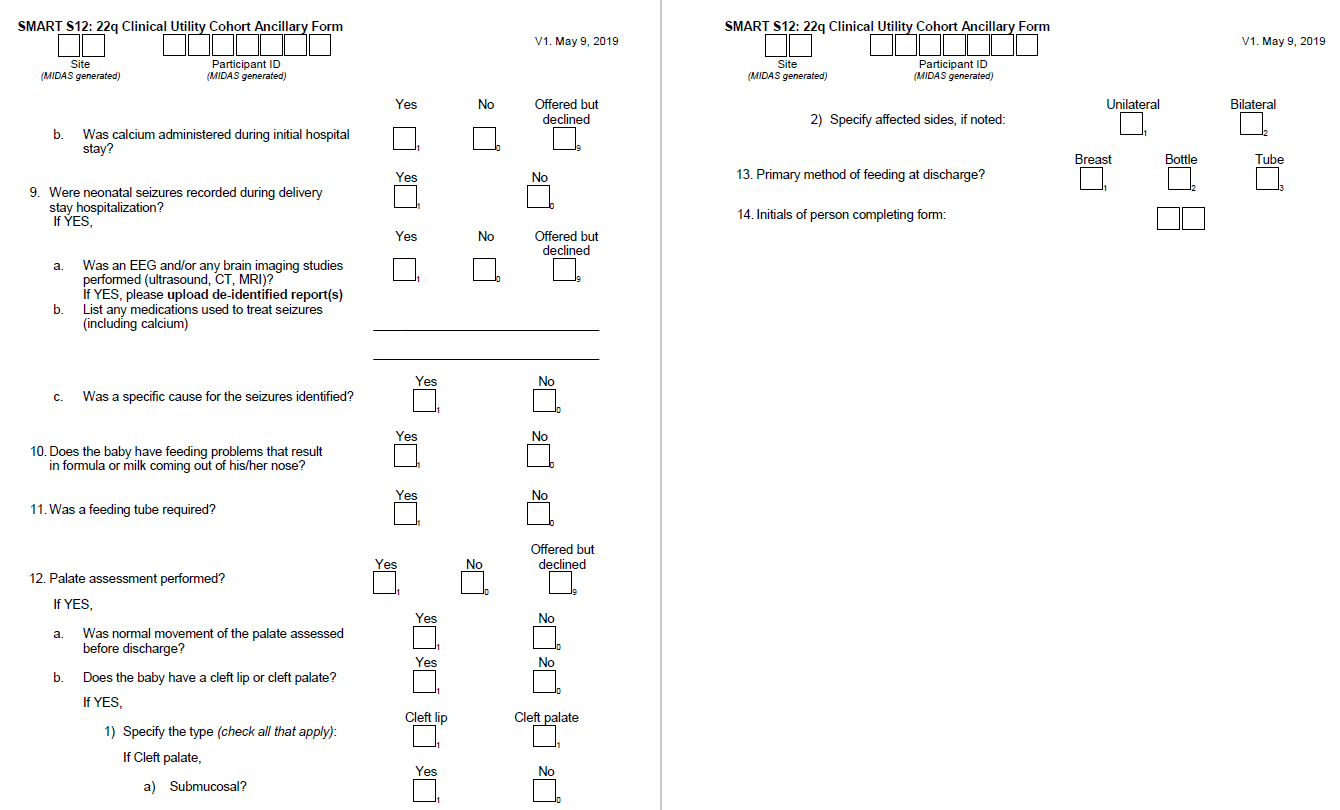 SMART S12: 22q Clinical Utility Cohort Ancillary Form
V1. May 9, 2019
Site
Participant ID
(MIDAS generated)
(MIDAS generated)
Yes No Offered but
declined
b. Was calcium administered during initial hospital
stay?
1 0 9
Yes No
9. Were neonatal seizures recorded during delivery
stay hospitalization?
1 0
If YES,
Yes No Offered but
declined
a. Was an EEG and/or any brain imaging studies
performed (ultrasound, CT, MRI)?
1 0 9
If YES, please upload de-identified report(s)
b. List any medications used to treat seizures
(including calcium)
Yes No
c. Was a specific cause for the seizures identified?
1 0
Yes No
10. Does the baby have feeding problems that result
in formula or milk coming out of his/her nose?
1 0
Yes No
11. Was a feeding tube required?
1 0
Offered but
Yes No declined
12. Palate assessment performed?
1 0 9
If YES,
Yes No
a. Was normal movement of the palate assessed
before discharge?
1 0
Yes No
b. Does the baby have a cleft lip or cleft palate?
1 0
If YES,
Cleft lip Cleft palate
1) Specify the type (check all that apply):
1 1
If Cleft palate,
Yes No
a) Submucosal?
1 0
SMART S12: 22q Clinical Utility Cohort Ancillary Form
V1. May 9, 2019
Site
Participant ID
(MIDAS generated)
(MIDAS generated)
Unilateral Bilateral
2) Specify affected sides, if noted:
1 2
Breast Bottle Tube
13. Primary method of feeding at discharge?
1 2 3
14. Initials of person completing form: